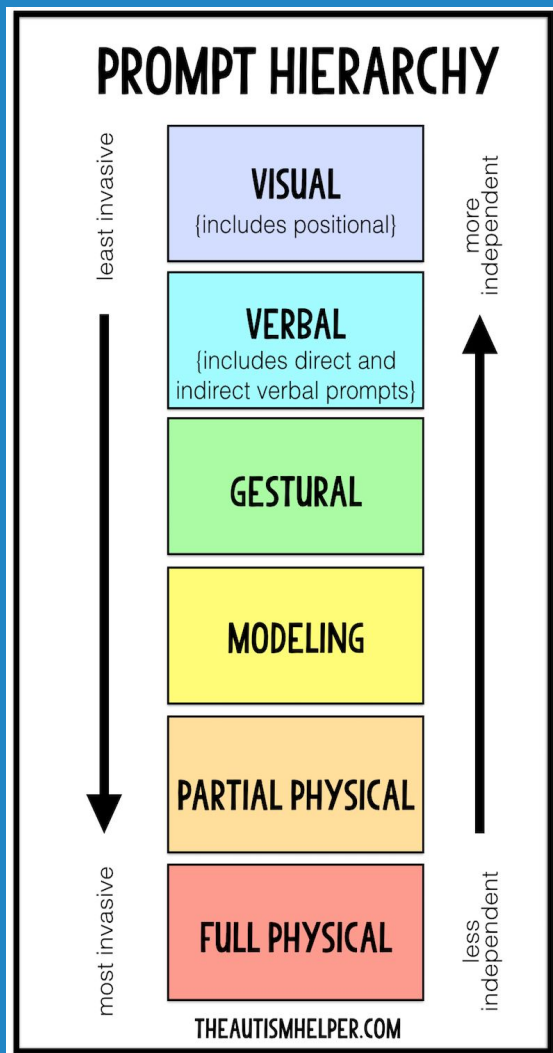 PROMPT HIERARCHY
least invasive
more
independent
VISUAL
{includes positional}
VERBAL
{includes direct and
indirect verbal prompts}
GESTURAL
MODELING
PARTIAL PHYSICAL
FULL PHYSICAL
most invasive
less
independent
THEAUTISMHELPER.COM